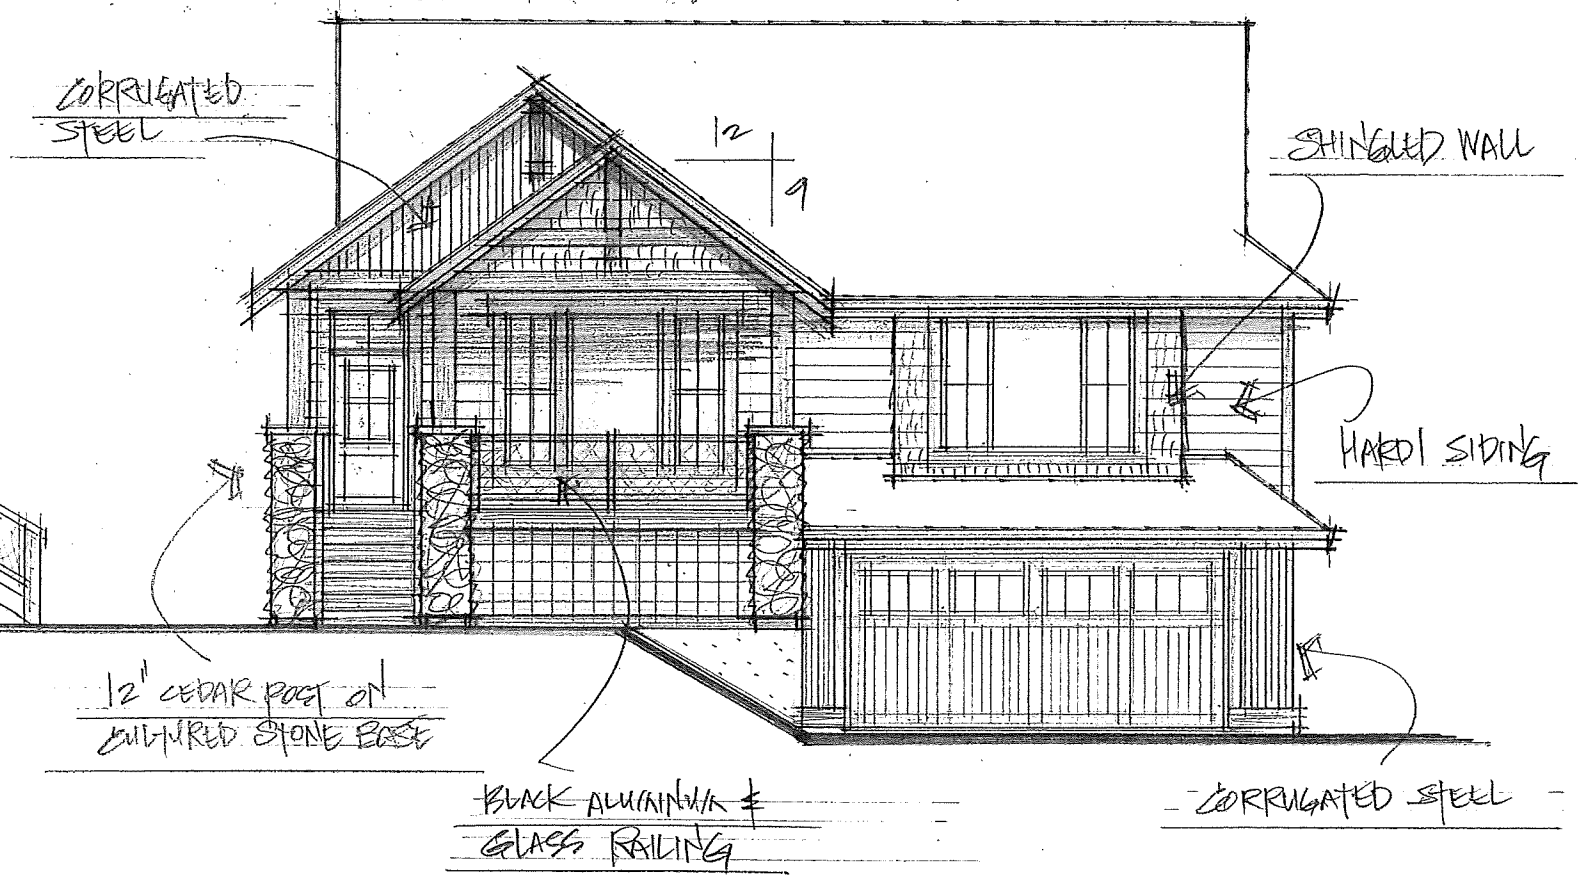 CORRUGATED
STEEL
12
9
SHINGLED WALL
HARDI SIDING
12" CEDAR POST ON
CULTURED STONE BASE
BLACK ALUMINUM &
GLASS RAILING
CORRUGATED STEEL